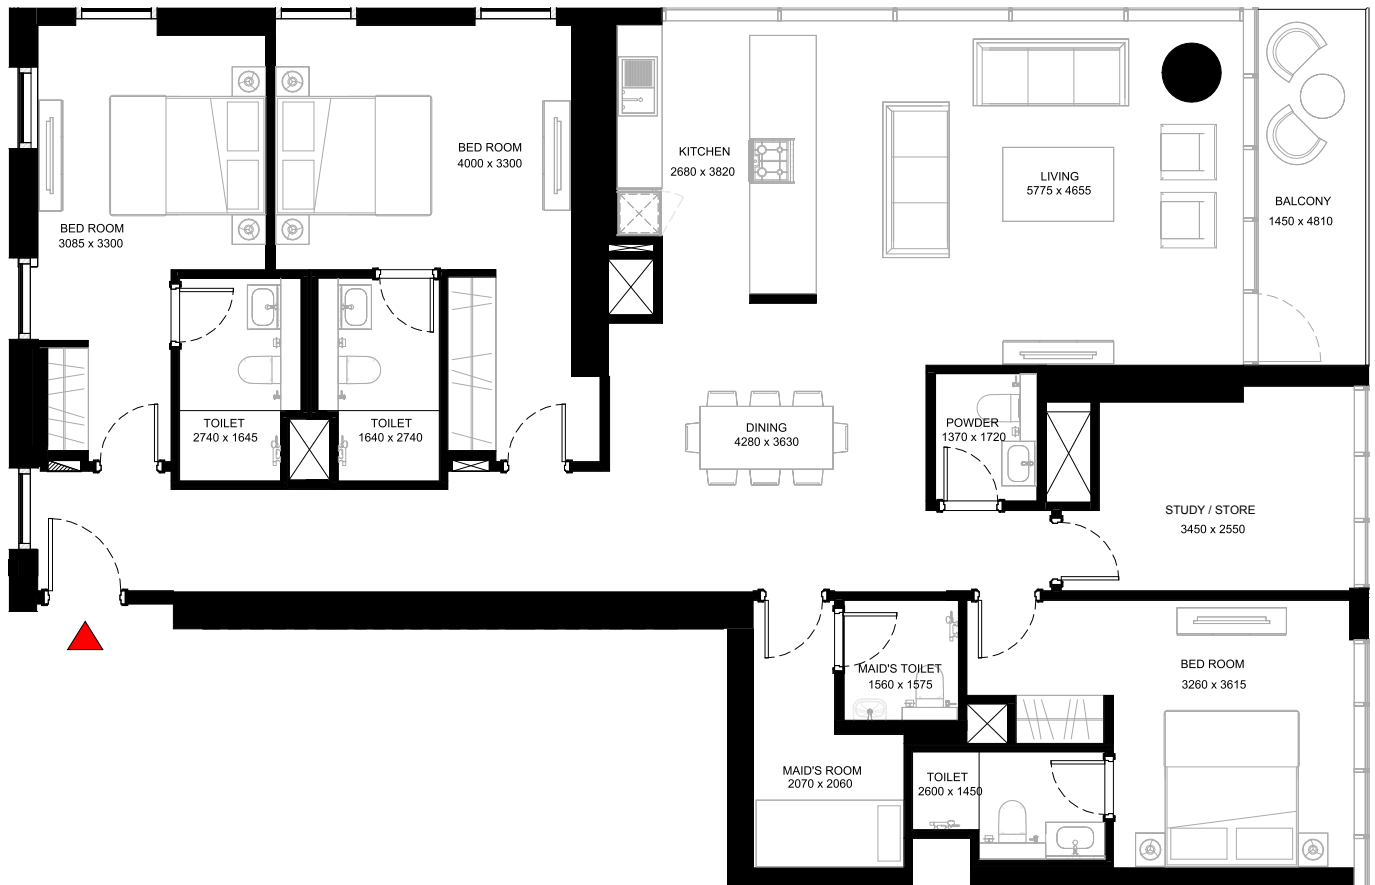 BED ROOM
4000 x 3300
KITCHEN
2680 x 3820
LIVING
5775 x 4655
BALCONY
1450 x 4810
BED ROOM
3085 x 3300
TOILET
2740 x 1645
TOILET
1640 x 2740
DINING
4280 x 3630
POWDER
1370 x 1720
STUDY / STORE
3450 x 2550
MAID'S TOILET
1560 x 1575
BED ROOM
3260 x 3615
MAID'S ROOM
2070 x 2060
TOILET
2600 x 1450